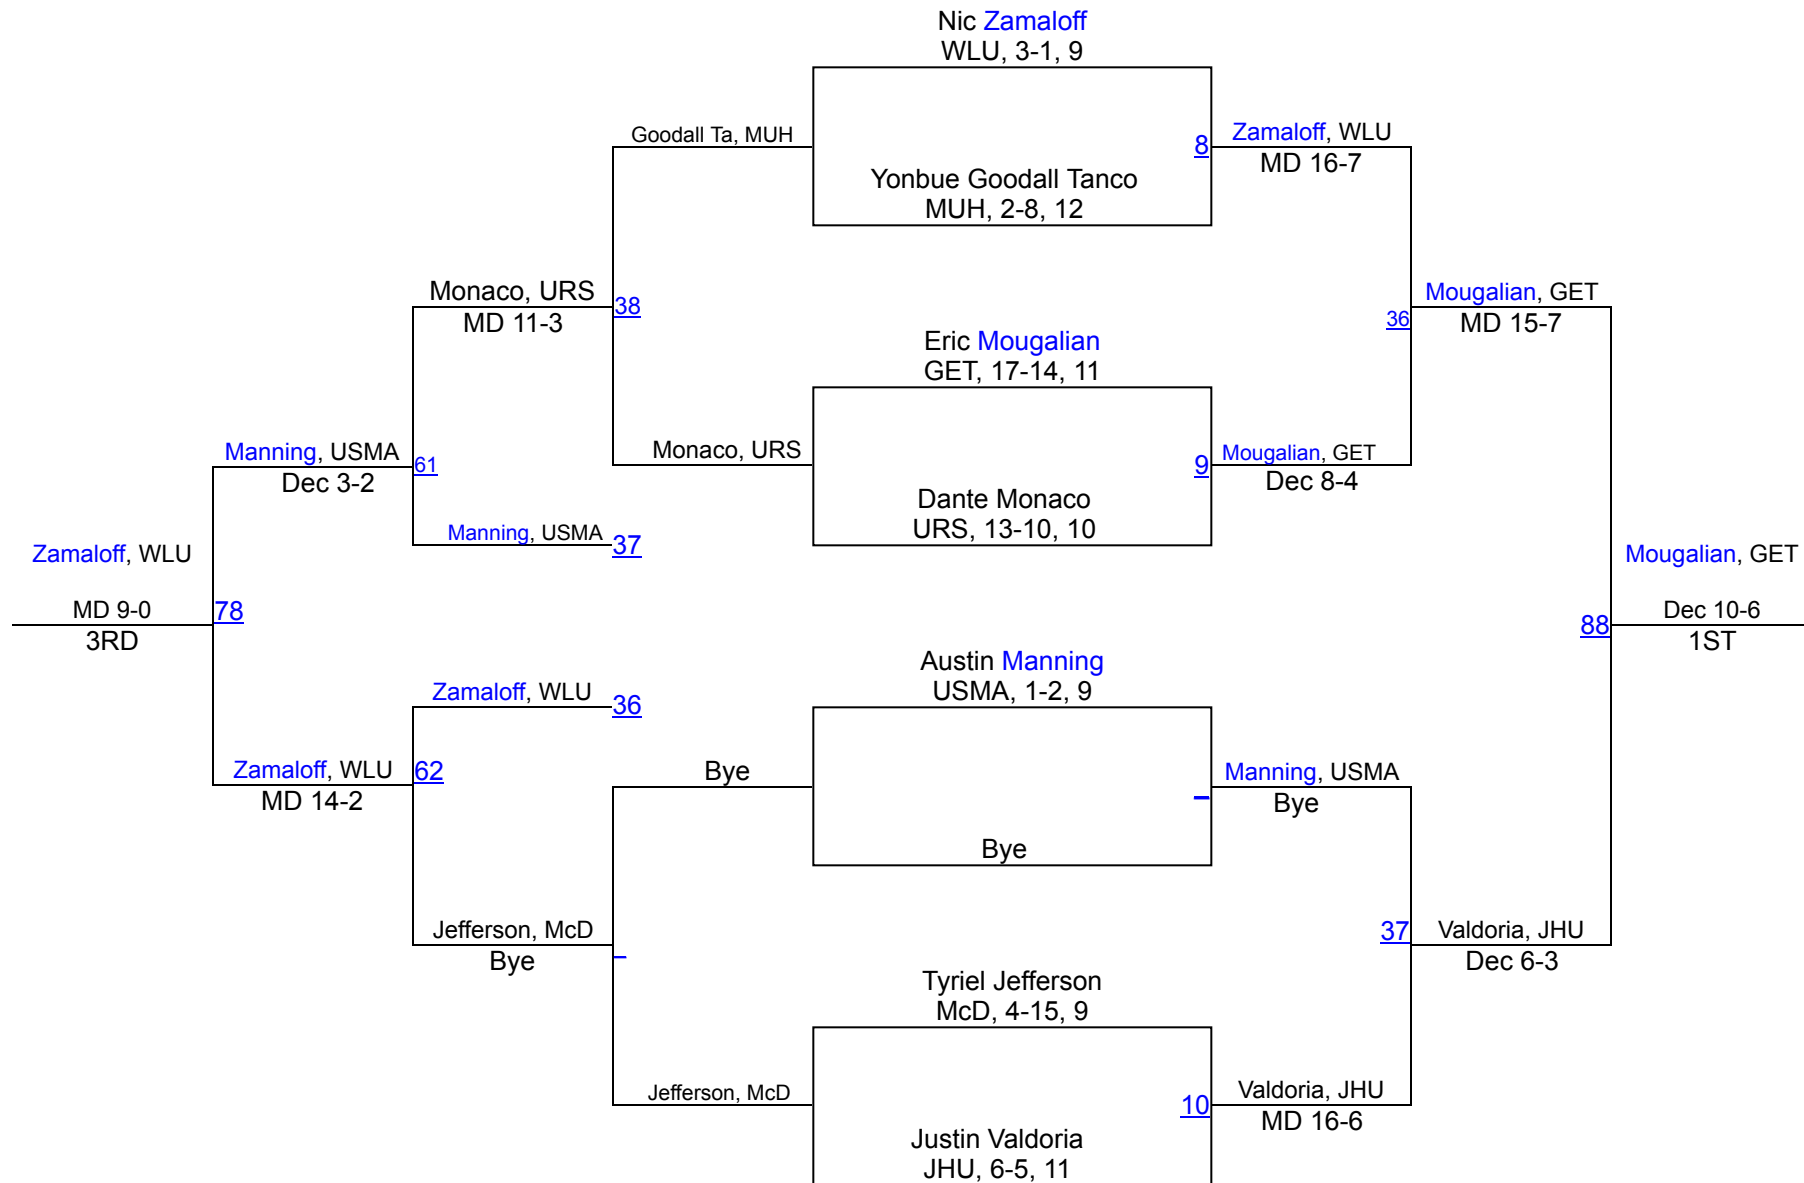 Nic Zamaloff
WLU, 3-1, 9
Goodall Ta, MUH
8
Zamaloff, WLU
MD 16-7
Yonbue Goodall Tanco
MUH, 2-8, 12
Monaco, URS
MD 11-3
38
Mougalian, GET
MD 15-7
36
Eric Mougalian
GET, 17-14, 11
Manning, USMA
Dec 3-2
61
Monaco, URS
9
Mougalian, GET
Dec 8-4
Dante Monaco
URS, 13-10, 10
Manning, USMA
37
Zamaloff, WLU
MD 9-0
3RD
78
Mougalian, GET
Dec 10-6
1ST
88
Austin Manning
USMA, 1-2, 9
Zamaloff, WLU
36
Zamaloff, WLU
MD 14-2
62
Bye
Manning, USMA
Bye
Bye
Jefferson, McD
Bye
37
Valdoria, JHU
Dec 6-3
Tyriel Jefferson
McD, 4-15, 9
Jefferson, McD
10
Valdoria, JHU
MD 16-6
Justin Valdoria
JHU, 6-5, 11